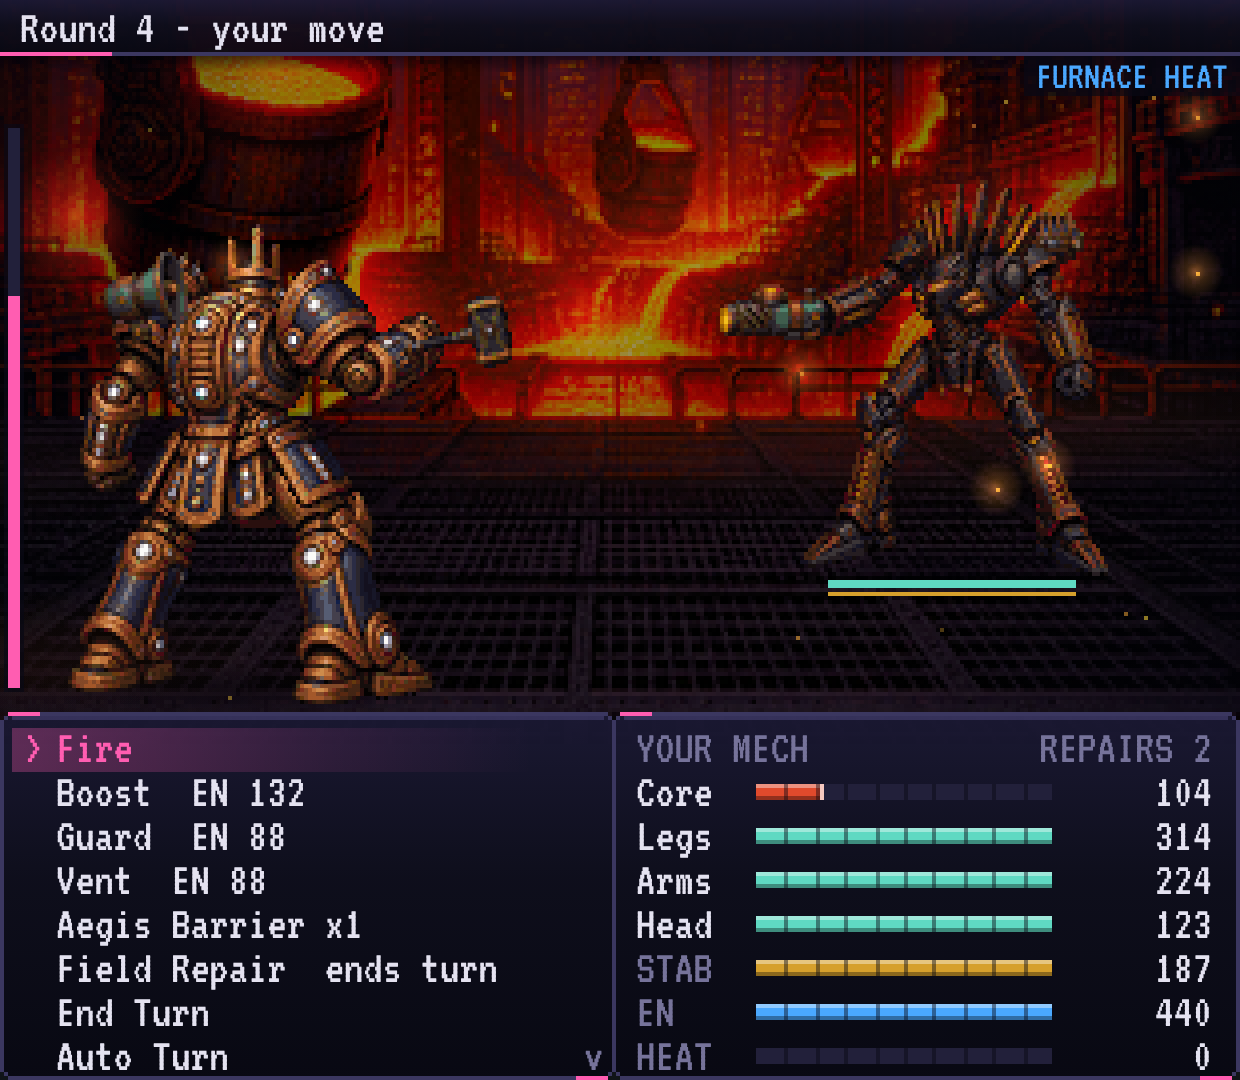 Round 4 - your move
FURNACE HEAT
> Fire
Boost EN 132
Guard EN 88
Vent EN 88
Aegis Barrier x1
Field Repair ends turn
End Turn
Auto Turn v
YOUR MECH REPAIRS 2
Core 104
Legs 314
Arms 224
Head 123
STAB 187
EN 440
HEAT 0